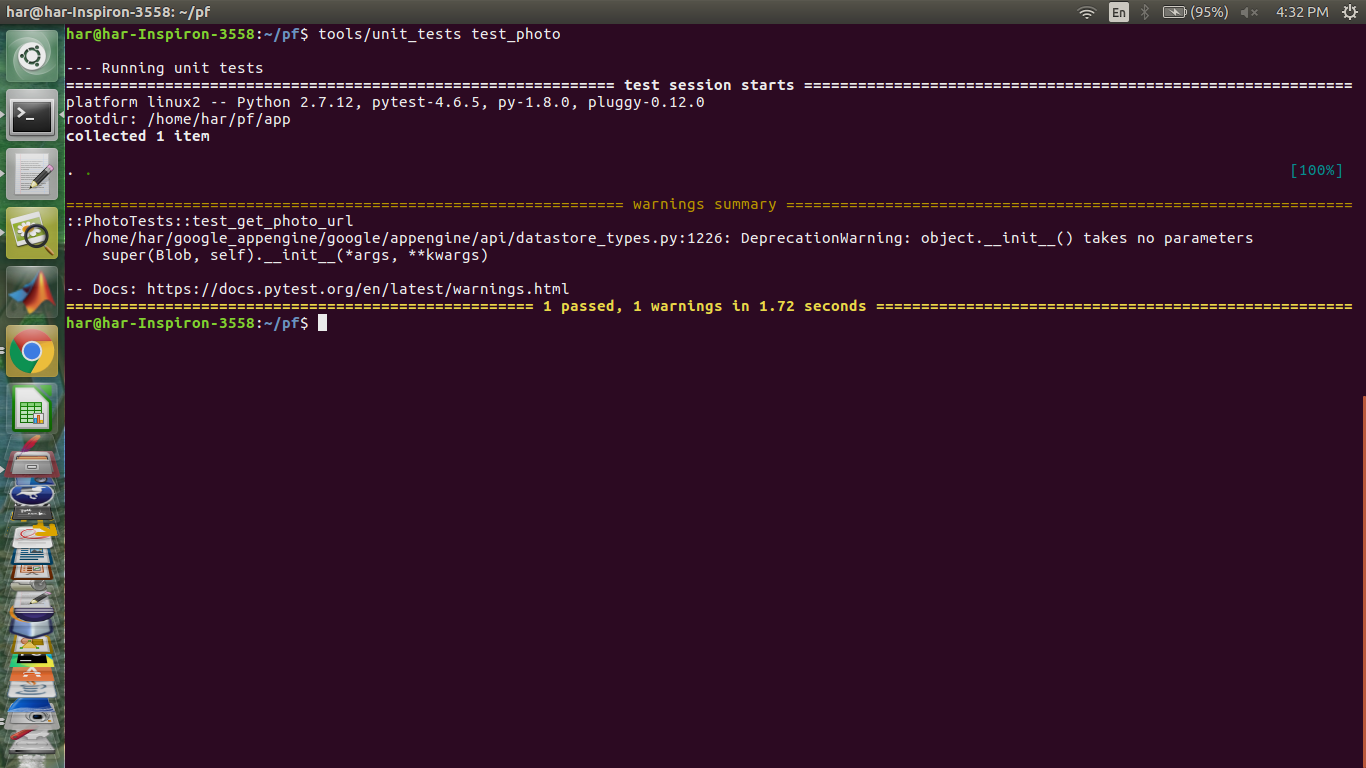 har@har-Inspiron-3558: ~/pf En (95%) 4:32 PM
har@har-Inspiron-3558:~/pf$ tools/unit_tests test_photo
--- Running unit tests
============================================================= test session starts =============================================================
platform linux2 -- Python 2.7.12, pytest-4.6.5, py-1.8.0, pluggy-0.12.0
rootdir: /home/har/pf/app
collected 1 item
. . [100%]
============================================================== warnings summary ===============================================================
::PhotoTests::test_get_photo_url
/home/har/google_appengine/google/appengine/api/datastore_types.py:1226: DeprecationWarning: object.__init__() takes no parameters
super(Blob, self).__init__(*args, **kwargs)
-- Docs: https://docs.pytest.org/en/latest/warnings.html
==================================================== 1 passed, 1 warnings in 1.72 seconds =====================================================
har@har-Inspiron-3558:~/pf$